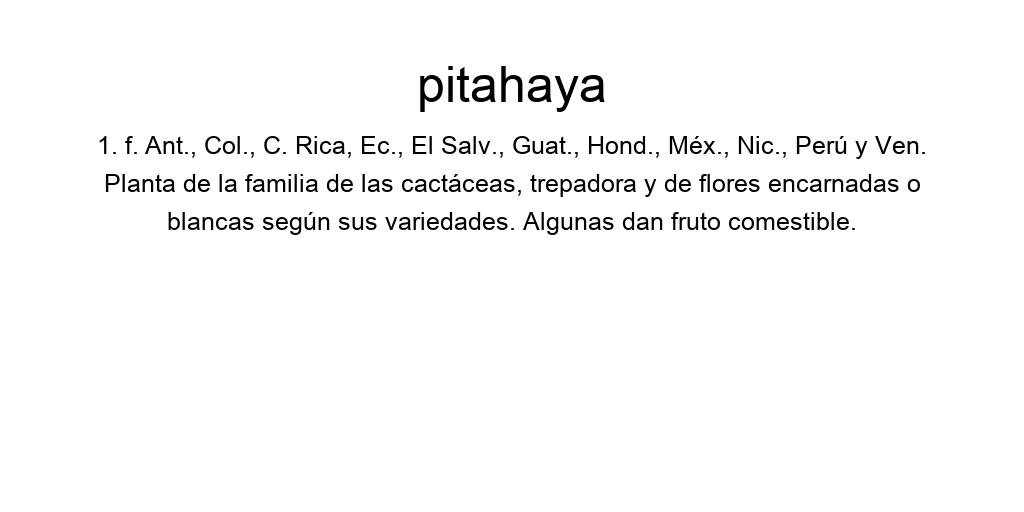 pitahaya
1. f. Ant., Col., C. Rica, Ec., El Salv., Guat., Hond., Méx., Nic., Perú y Ven.
Planta de la familia de las cactáceas, trepadora y de flores encarnadas o
blancas según sus variedades. Algunas dan fruto comestible.